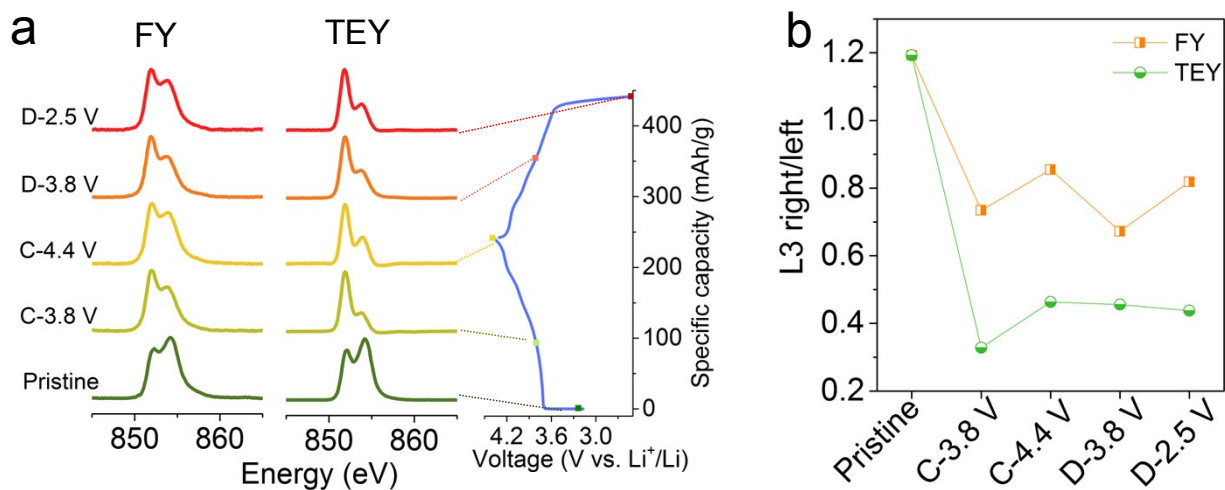 a
FY
TEY
D-2.5 V
D-3.8 V
C-4.4 V
C-3.8 V
Pristine
850 860
850 860
Energy (eV)
4.2 3.6 3.0
Voltage (V vs. Li⁺/Li)
400
300
200
100
0
Specific capacity (mAh/g)
b
FY
TEY
1.2
1.0
0.8
0.6
0.4
0.2
L3 right/left
Pristine
C-3.8 V
C-4.4 V
D-3.8 V
D-2.5 V